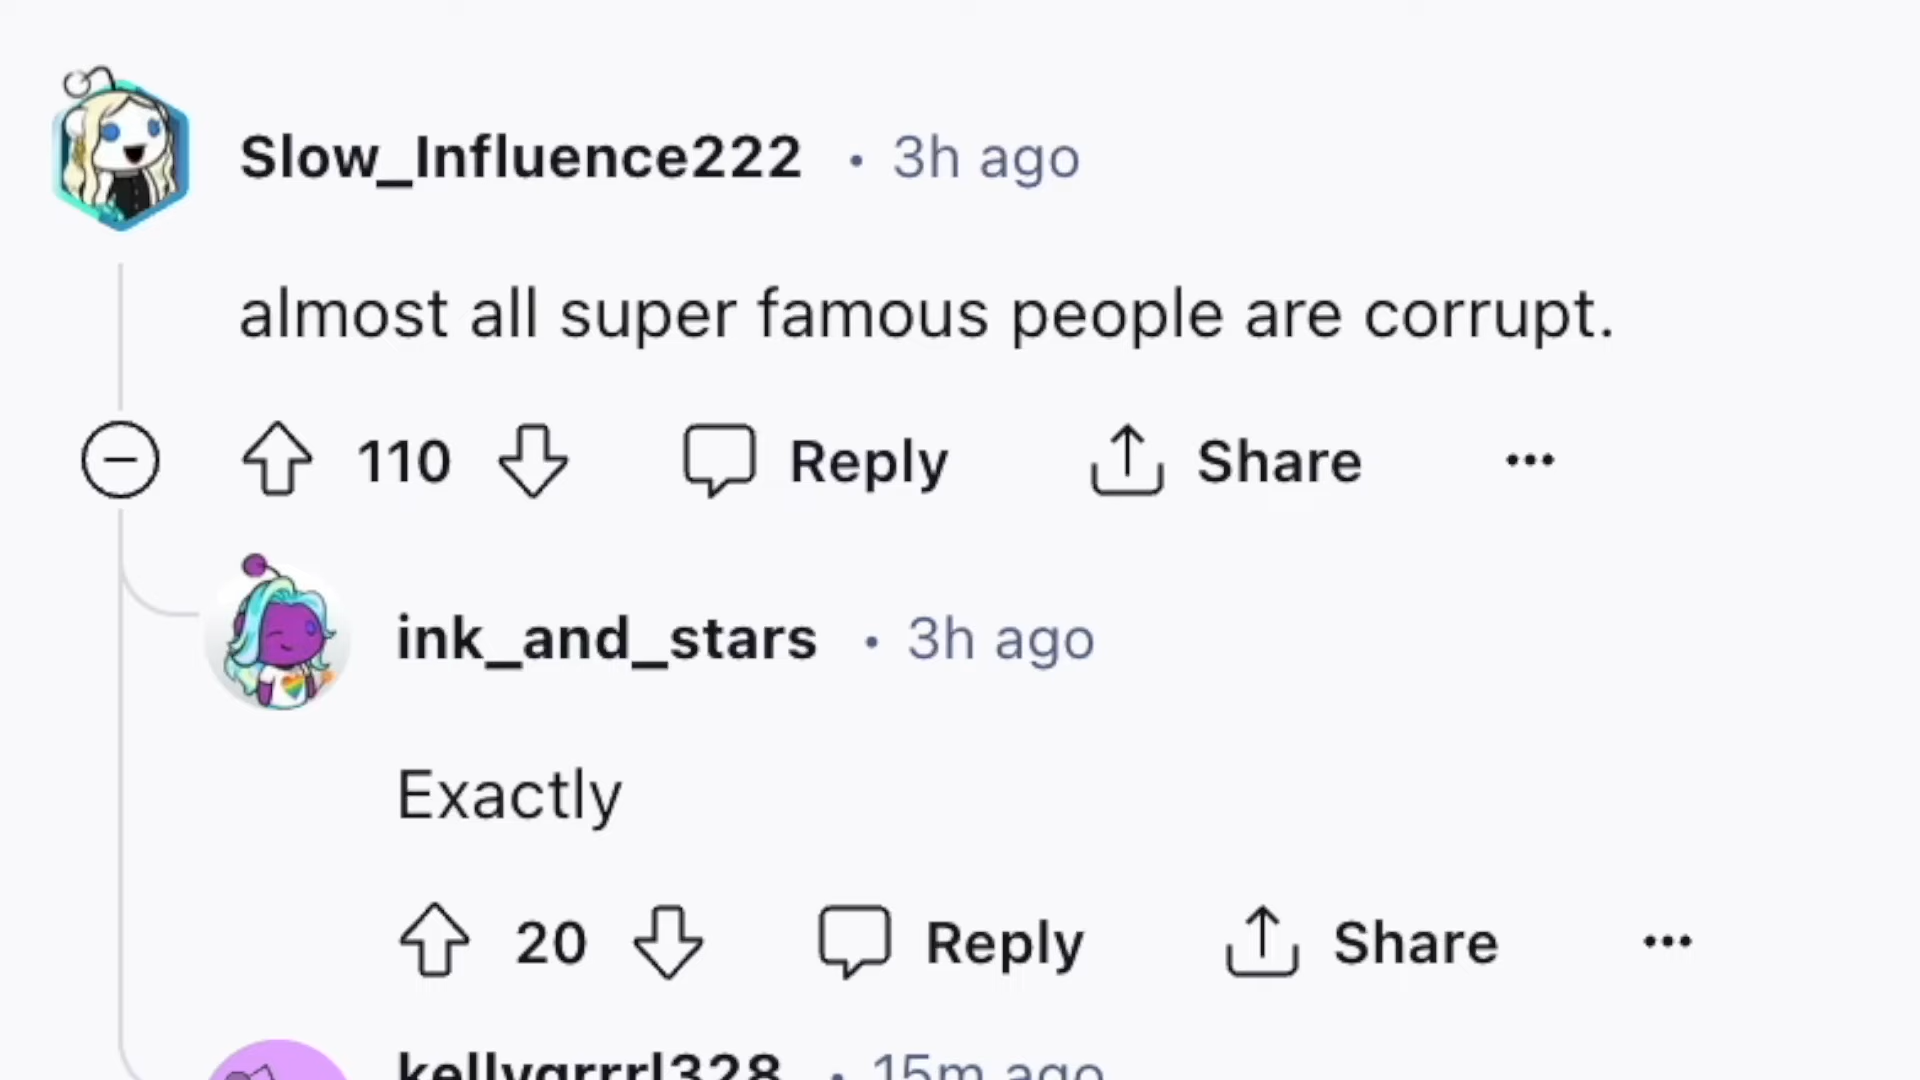 Slow_Influence222 • 3h ago
almost all super famous people are corrupt.
110 Reply Share ...
ink_and_stars • 3h ago
Exactly
20 Reply Share ...
kellygrrrl328 • 15m ago